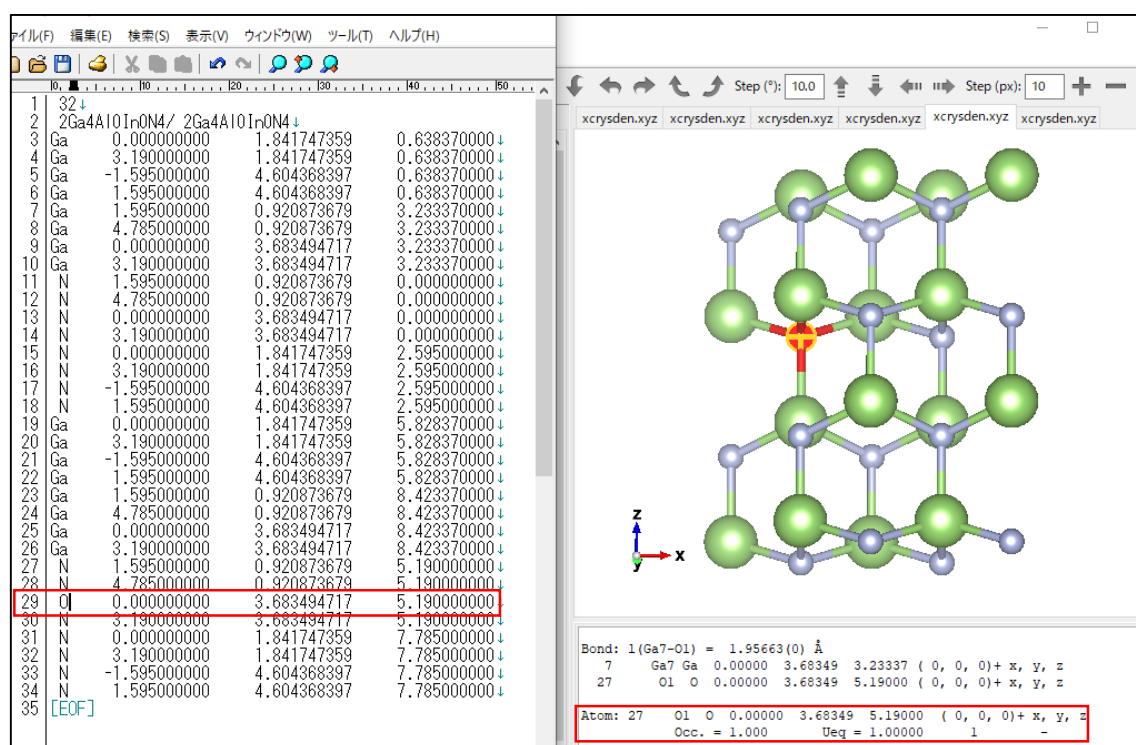 ァイル(F) 編集(E) 検索(S) 表示(V) ウィンドウ(W) ツール(T) ヘルプ(H)
0 10 20 30 40 50
1 32↓
2 2Ga4Al0In0N4/ 2Ga4Al0In0N4↓
3 Ga 0.000000000 1.841747359 0.638370000↓
4 Ga 3.190000000 1.841747359 0.638370000↓
5 Ga -1.595000000 4.604368397 0.638370000↓
6 Ga 1.595000000 4.604368397 0.638370000↓
7 Ga 1.595000000 0.920873679 3.233370000↓
8 Ga 4.785000000 0.920873679 3.233370000↓
9 Ga 0.000000000 3.683494717 3.233370000↓
10 Ga 3.190000000 3.683494717 3.233370000↓
11 N 1.595000000 0.920873679 0.000000000↓
12 N 4.785000000 0.920873679 0.000000000↓
13 N 0.000000000 3.683494717 0.000000000↓
14 N 3.190000000 3.683494717 0.000000000↓
15 N 0.000000000 1.841747359 2.595000000↓
16 N 3.190000000 1.841747359 2.595000000↓
17 N -1.595000000 4.604368397 2.595000000↓
18 N 1.595000000 4.604368397 2.595000000↓
19 Ga 0.000000000 1.841747359 5.828370000↓
20 Ga 3.190000000 1.841747359 5.828370000↓
21 Ga -1.595000000 4.604368397 5.828370000↓
22 Ga 1.595000000 4.604368397 5.828370000↓
23 Ga 1.595000000 0.920873679 8.423370000↓
24 Ga 4.785000000 0.920873679 8.423370000↓
25 Ga 0.000000000 3.683494717 8.423370000↓
26 Ga 3.190000000 3.683494717 8.423370000↓
27 N 1.595000000 0.920873679 5.190000000↓
28 N 4.785000000 0.920873679 5.190000000↓
29 O 0.000000000 3.683494717 5.190000000↓
30 N 3.190000000 3.683494717 5.190000000↓
31 N 0.000000000 1.841747359 7.785000000↓
32 N 3.190000000 1.841747359 7.785000000↓
33 N -1.595000000 4.604368397 7.785000000↓
34 N 1.595000000 4.604368397 7.785000000↓
35 [EOF]
Step (°): 10.0 Step (px): 10
xcrysden.xyz xcrysden.xyz xcrysden.xyz xcrysden.xyz xcrysden.xyz xcrysden.xyz
z
x
y
Bond: 1(Ga7-O1) = 1.95663(0) Å
7 Ga7 Ga 0.00000 3.68349 3.23337 ( 0, 0, 0)+ x, y, z
27 O1 O 0.00000 3.68349 5.19000 ( 0, 0, 0)+ x, y, z
Atom: 27 O1 O 0.00000 3.68349 5.19000 ( 0, 0, 0)+ x, y, z
Occ. = 1.000 Ueq = 1.00000 1 -